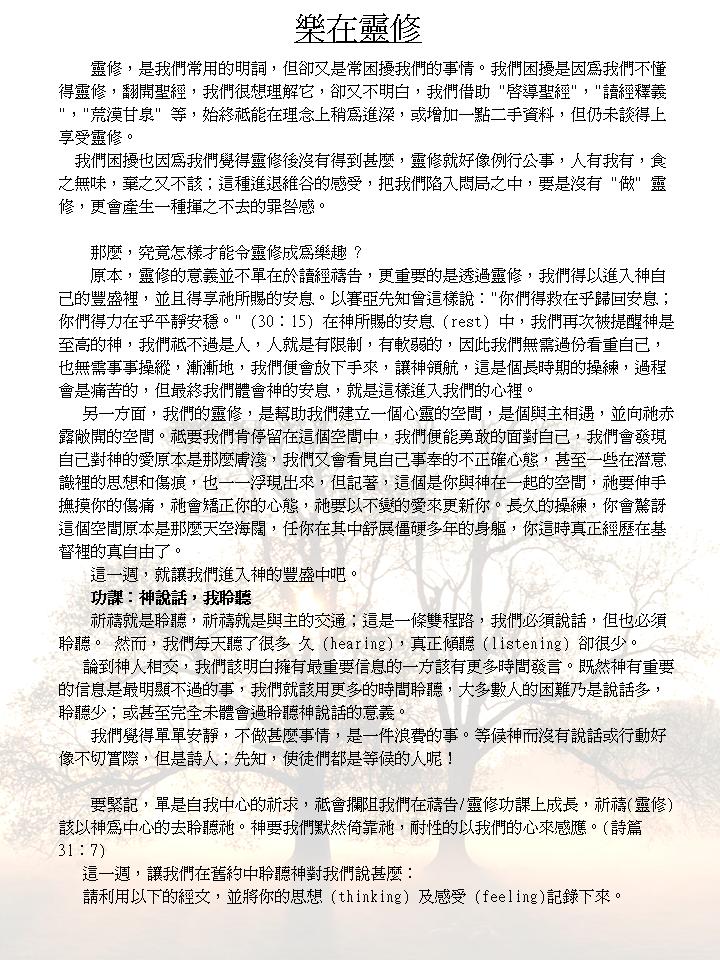 樂在靈修
靈修，是我們常用的明詞，但卻又是常困擾我們的事情。我們困擾是因為我們不懂
得靈修，翻開聖經，我們很想理解它，卻又不明白，我們借助 "啓導聖經"，"讀經釋義
"，"荒漠甘泉" 等，始終祗能在理念上稍為進深，或增加一點二手資料，但仍未談得上
享受靈修。
我們困擾也因為我們覺得靈修後沒有得到甚麼，靈修就好像例行公事，人有我有，食
之無味，棄之又不該；這種進退維谷的感受，把我們陷入悶局之中，要是沒有 "做" 靈
修，更會產生一種揮之不去的罪咎感。
那麼，究竟怎樣才能令靈修成為樂趣 ?
原本，靈修的意義並不單在於讀經禱告，更重要的是透過靈修，我們得以進入神自
己的豐盛裡，並且得享祂所賜的安息。以賽亞先知曾這樣說："你們得救在乎歸回安息；
你們得力在乎平靜安穩。" (30：15) 在神所賜的安息 (rest) 中，我們再次被提醒神是
至高的神，我們祗不過是人，人就是有限制，有軟弱的，因此我們無需過份看重自己，
也無需事事操縱，漸漸地，我們便會放下手來，讓神領航，這是個長時期的操練，過程
會是痛苦的，但最終我們體會神的安息，就是這樣進入我們的心裡。
另一方面，我們的靈修，是幫助我們建立一個心靈的空間，是個與主相遇，並向祂赤
露敞開的空間。祗要我們肯停留在這個空間中，我們便能勇敢的面對自己，我們會發現
自己對神的愛原本是那麼膚淺，我們又會看見自己事奉的不正確心態，甚至一些在潛意
識裡的思想和傷痕，也一一浮現出來，但記著，這個是你與神在一起的空間，祂要伸手
撫摸你的傷痛，祂會矯正你的心態，祂要以不變的愛來更新你。長久的操練，你會驚訝
這個空間原本是那麼天空海闊，任你在其中舒展僵硬多年的身軀，你這時真正經歷在基
督裡的真自由了。
這一週，就讓我們進入神的豐盛中吧。
功課：神說話，我聆聽
祈禱就是聆聽，祈禱就是與主的交通；這是一條雙程路，我們必須說話，但也必須
聆聽。 然而，我們每天聽了很多 久 (hearing)，真正傾聽 (listening) 卻很少。
論到神人相交，我們該明白擁有最重要信息的一方該有更多時間發言。既然神有重要
的信息是最明顯不過的事，我們就該用更多的時間聆聽，大多數人的困難乃是說話多，
聆聽少；或甚至完全未體會過聆聽神說話的意義。
我們覺得單單安靜，不做甚麼事情，是一件浪費的事。等候神而沒有說話或行動好
像不切實際，但是詩人；先知，使徒們都是等候的人呢！
要緊記，單是自我中心的祈求，祗會攔阻我們在禱告/靈修功課上成長，祈禱(靈修)
該以神為中心的去聆聽祂。神要我們默然倚靠祂，耐性的以我們的心來感應。(詩篇
31：7)
這一週，讓我們在舊約中聆聽神對我們說甚麼：
請利用以下的經文，並將你的思想 (thinking) 及感受 (feeling)記錄下來。